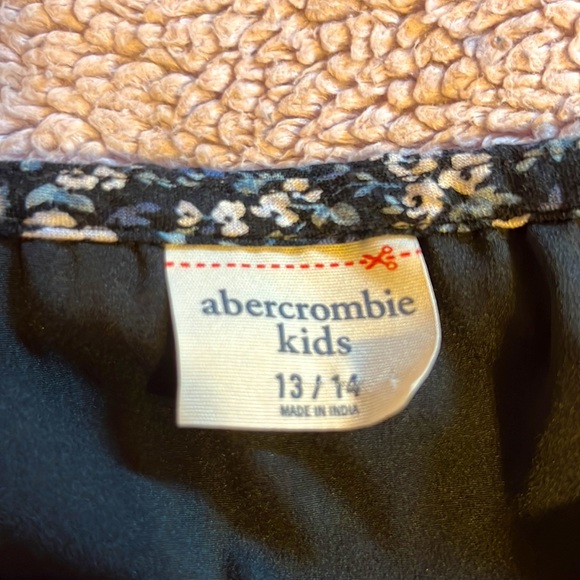 abercrombie
kids
13 / 14
MADE IN INDIA